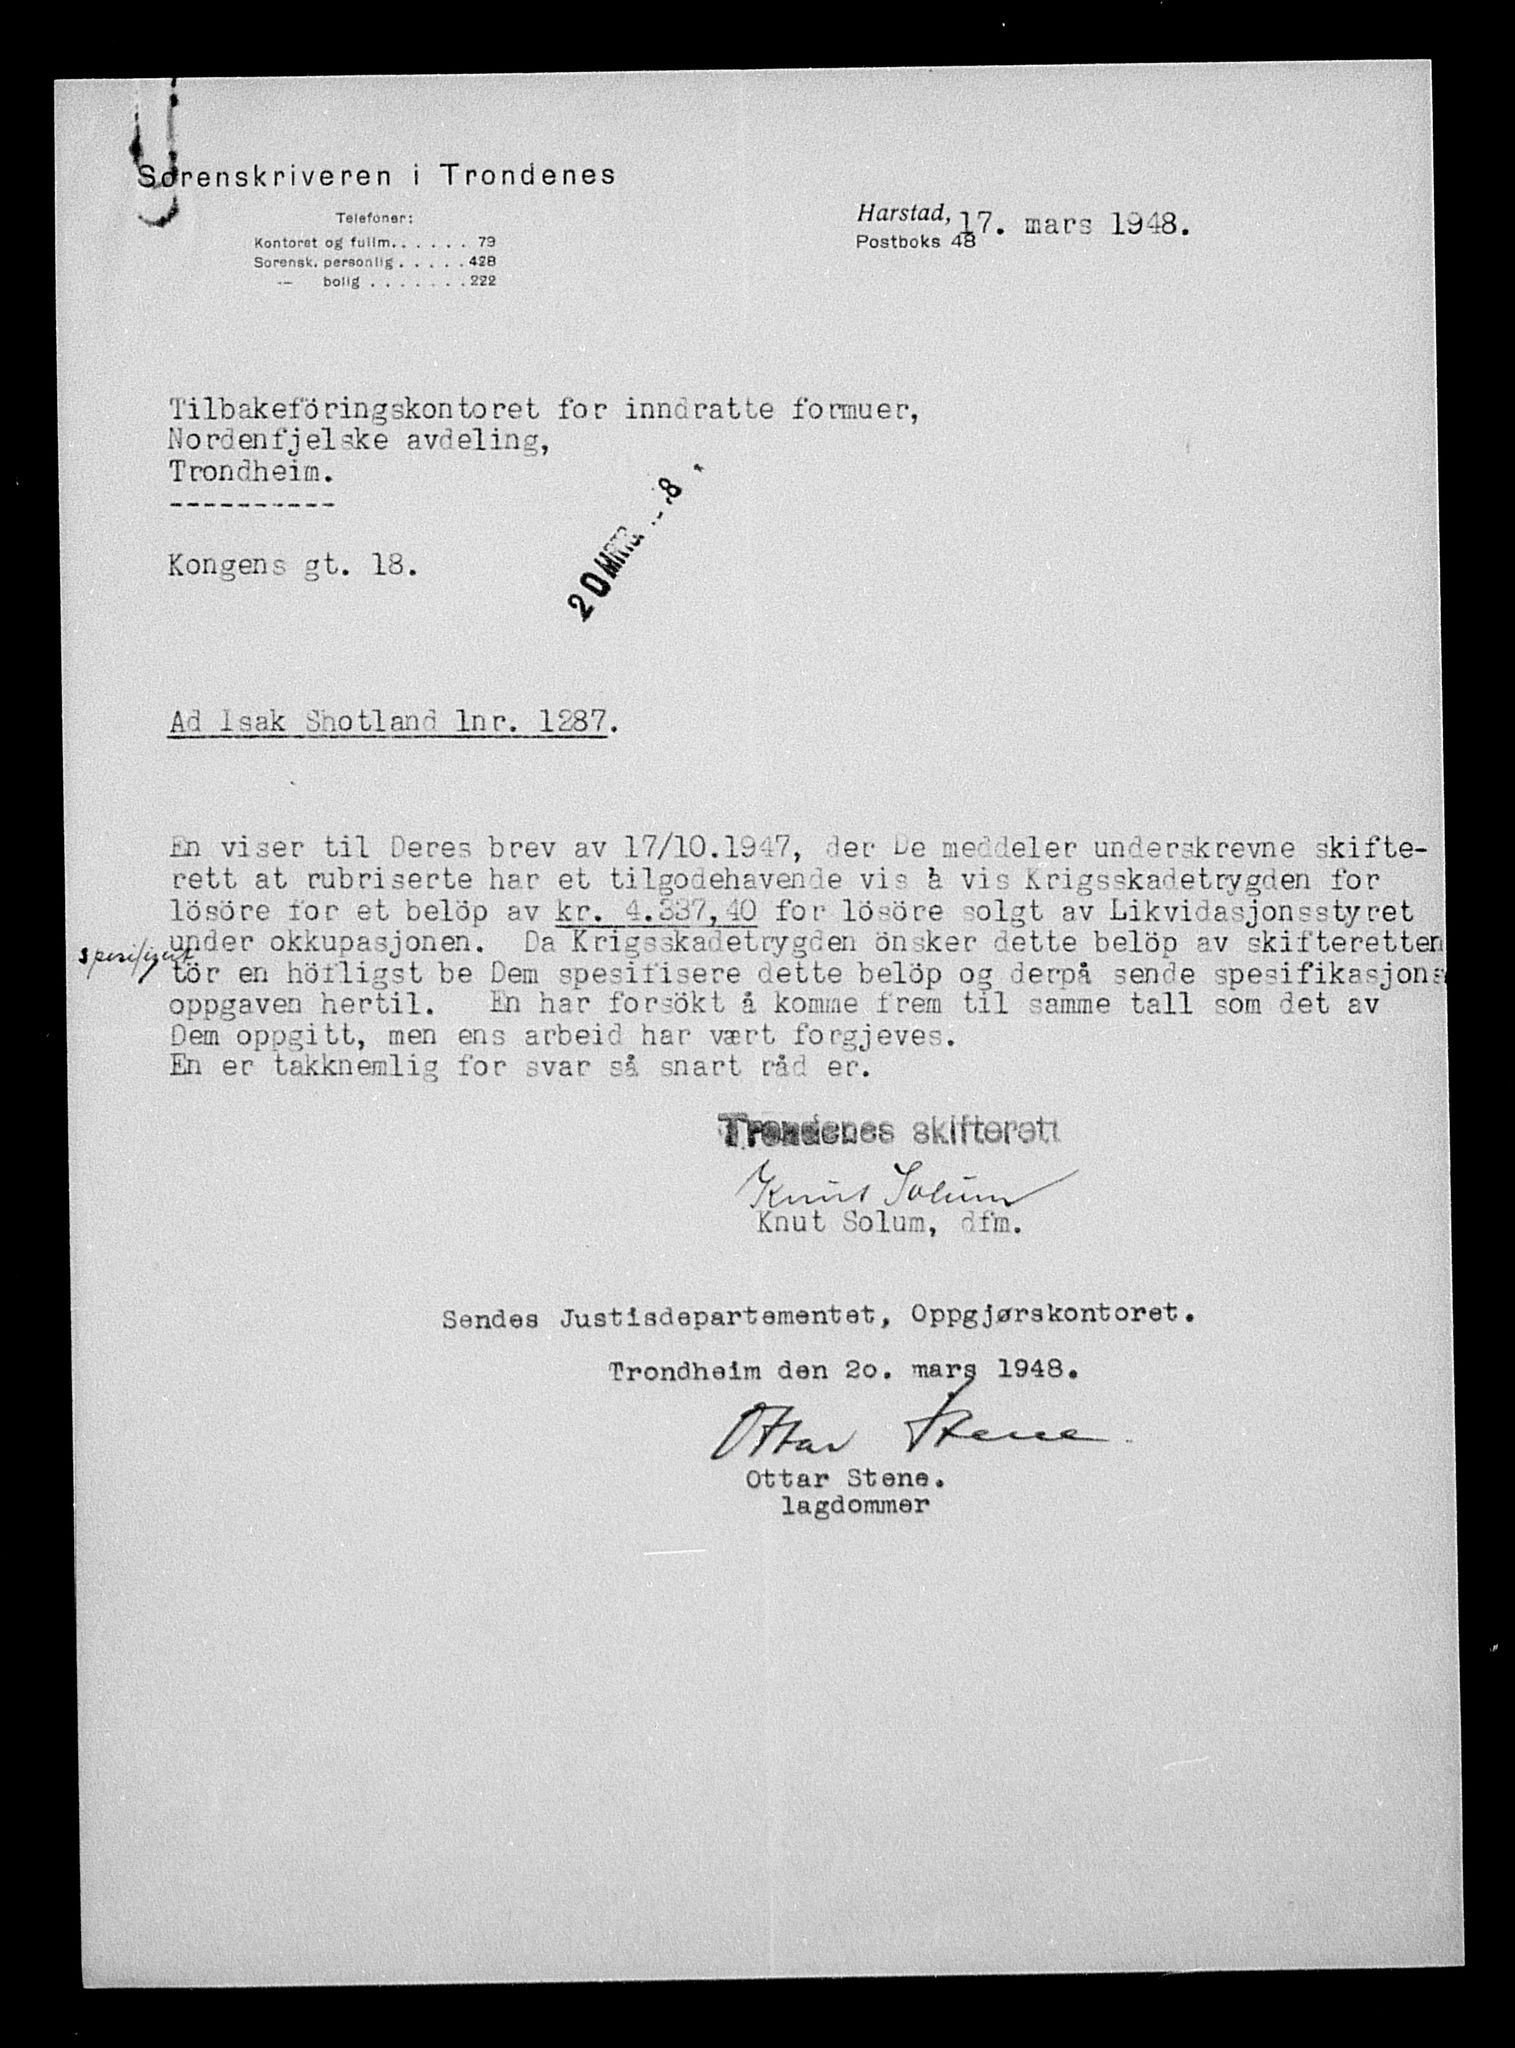 Sorenskriveren i Trondenes
Telefoner:
Kontoret og fullm. . . . . . 79
Sorensk. personlig . . . . . 428
— bolig . . . . . . . 222
Harstad, 17. mars 1948.
Postboks 48
Tilbakeföringskontoret for inndratte formuer,
Nordenfjelske avdeling,
Trondheim.
----------
Kongens gt. 18.
20 MARS 8
Ad Isak Shotland lnr. 1287.
En viser til Deres brev av 17/10.1947, der De meddeler underskrevne skifte-
rett at rubriserte har et tilgodehavende vis à vis Krigsskadetrygden for
lösöre for et belöp av kr. 4.337,40 for lösöre solgt av Likvidasjonsstyret
under okkupasjonen. Da Krigsskadetrygden önsker dette belöp av skifteretten
spesifisert
tör en höfligst be Dem spesifisere dette belöp og derpå sende spesifikasjons
oppgaven hertil. En har forsökt å komme frem til samme tall som det av
Dem oppgitt, men ens arbeid har vært forgjeves.
En er takknemlig for svar så snart råd er.
Trondenes skifterett
Knut Solum
Knut Solum, dfm.
Sendes Justisdepartementet, Oppgjørskontoret.
Trondheim den 2o. mars 1948.
Ottar Stene
Ottar Stene.
lagdommer